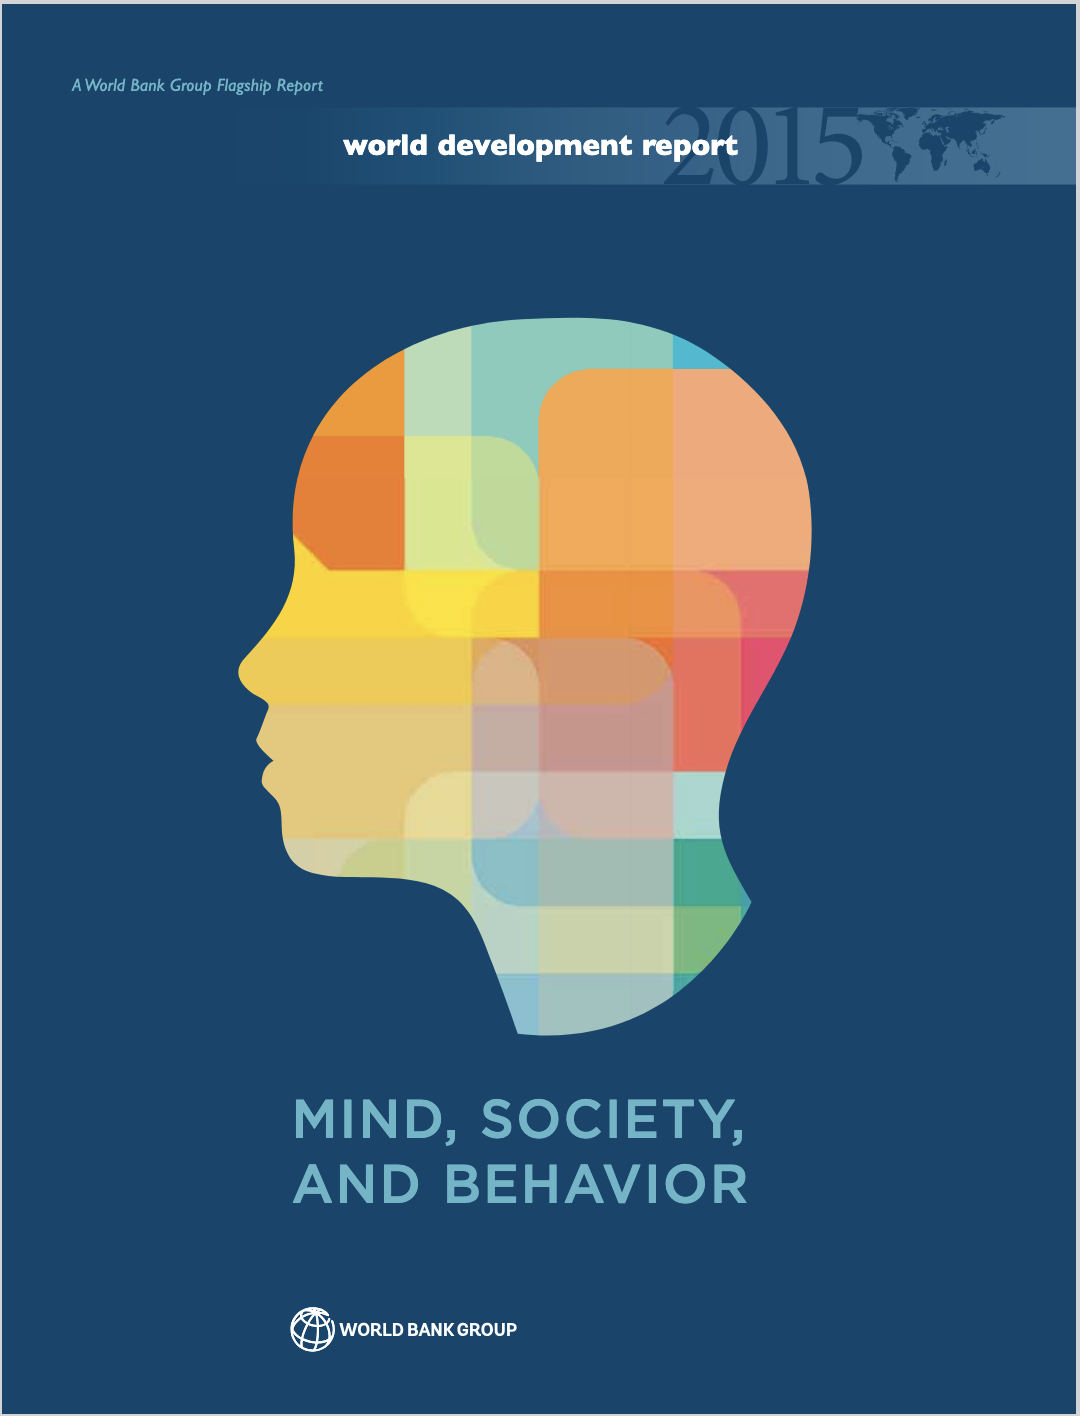 A World Bank Group Flagship Report
world development report 2015
MIND, SOCIETY,
AND BEHAVIOR
WORLD BANK GROUP